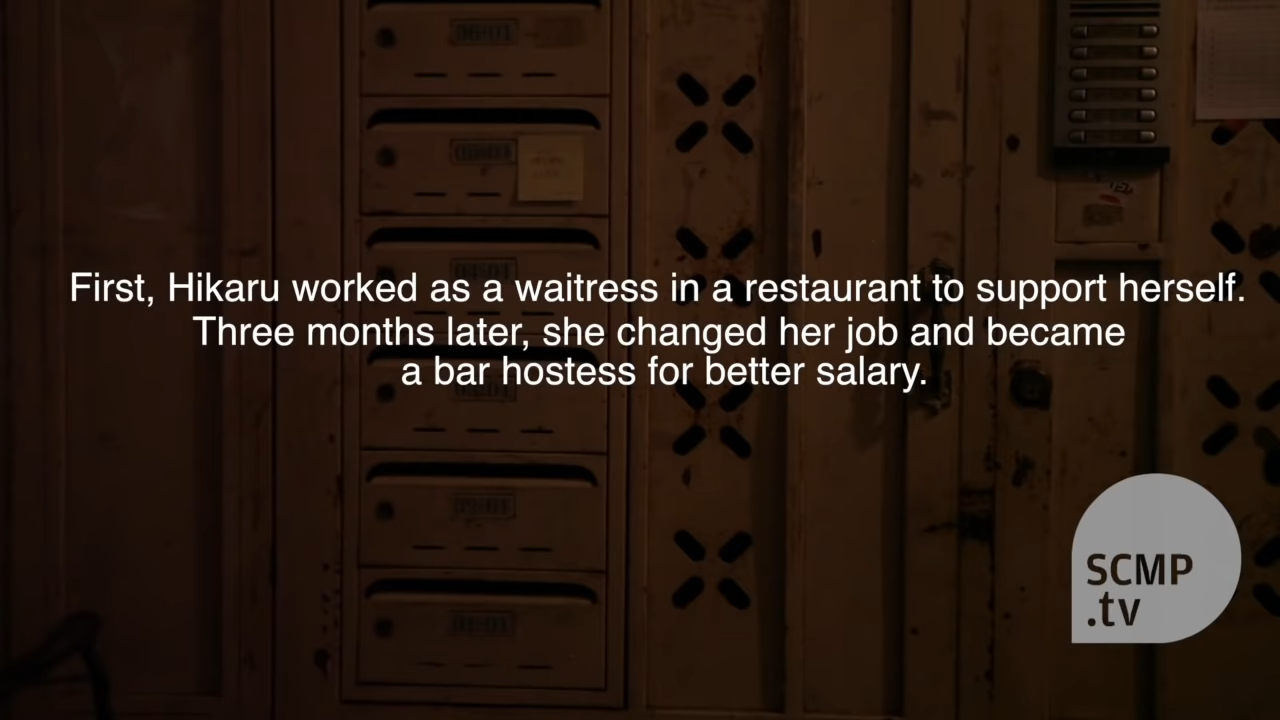 First, Hikaru worked as a waitress in a restaurant to support herself.
Three months later, she changed her job and became
a bar hostess for better salary.
SCMP
.tv